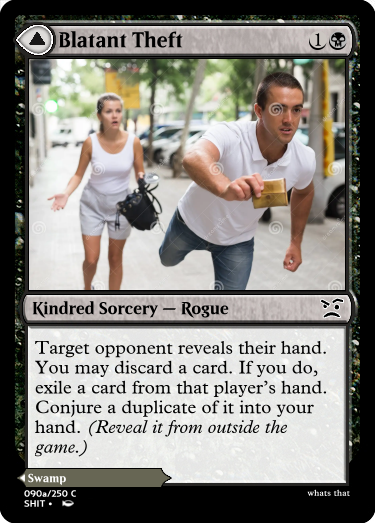 Blatant Theft 1
Kindred Sorcery — Rogue
Target opponent reveals their hand.
You may discard a card. If you do,
exile a card from that player's hand.
Conjure a duplicate of it into your
hand. (Reveal it from outside the
game.)
Swamp
090a/250 C
SHIT •
whats that